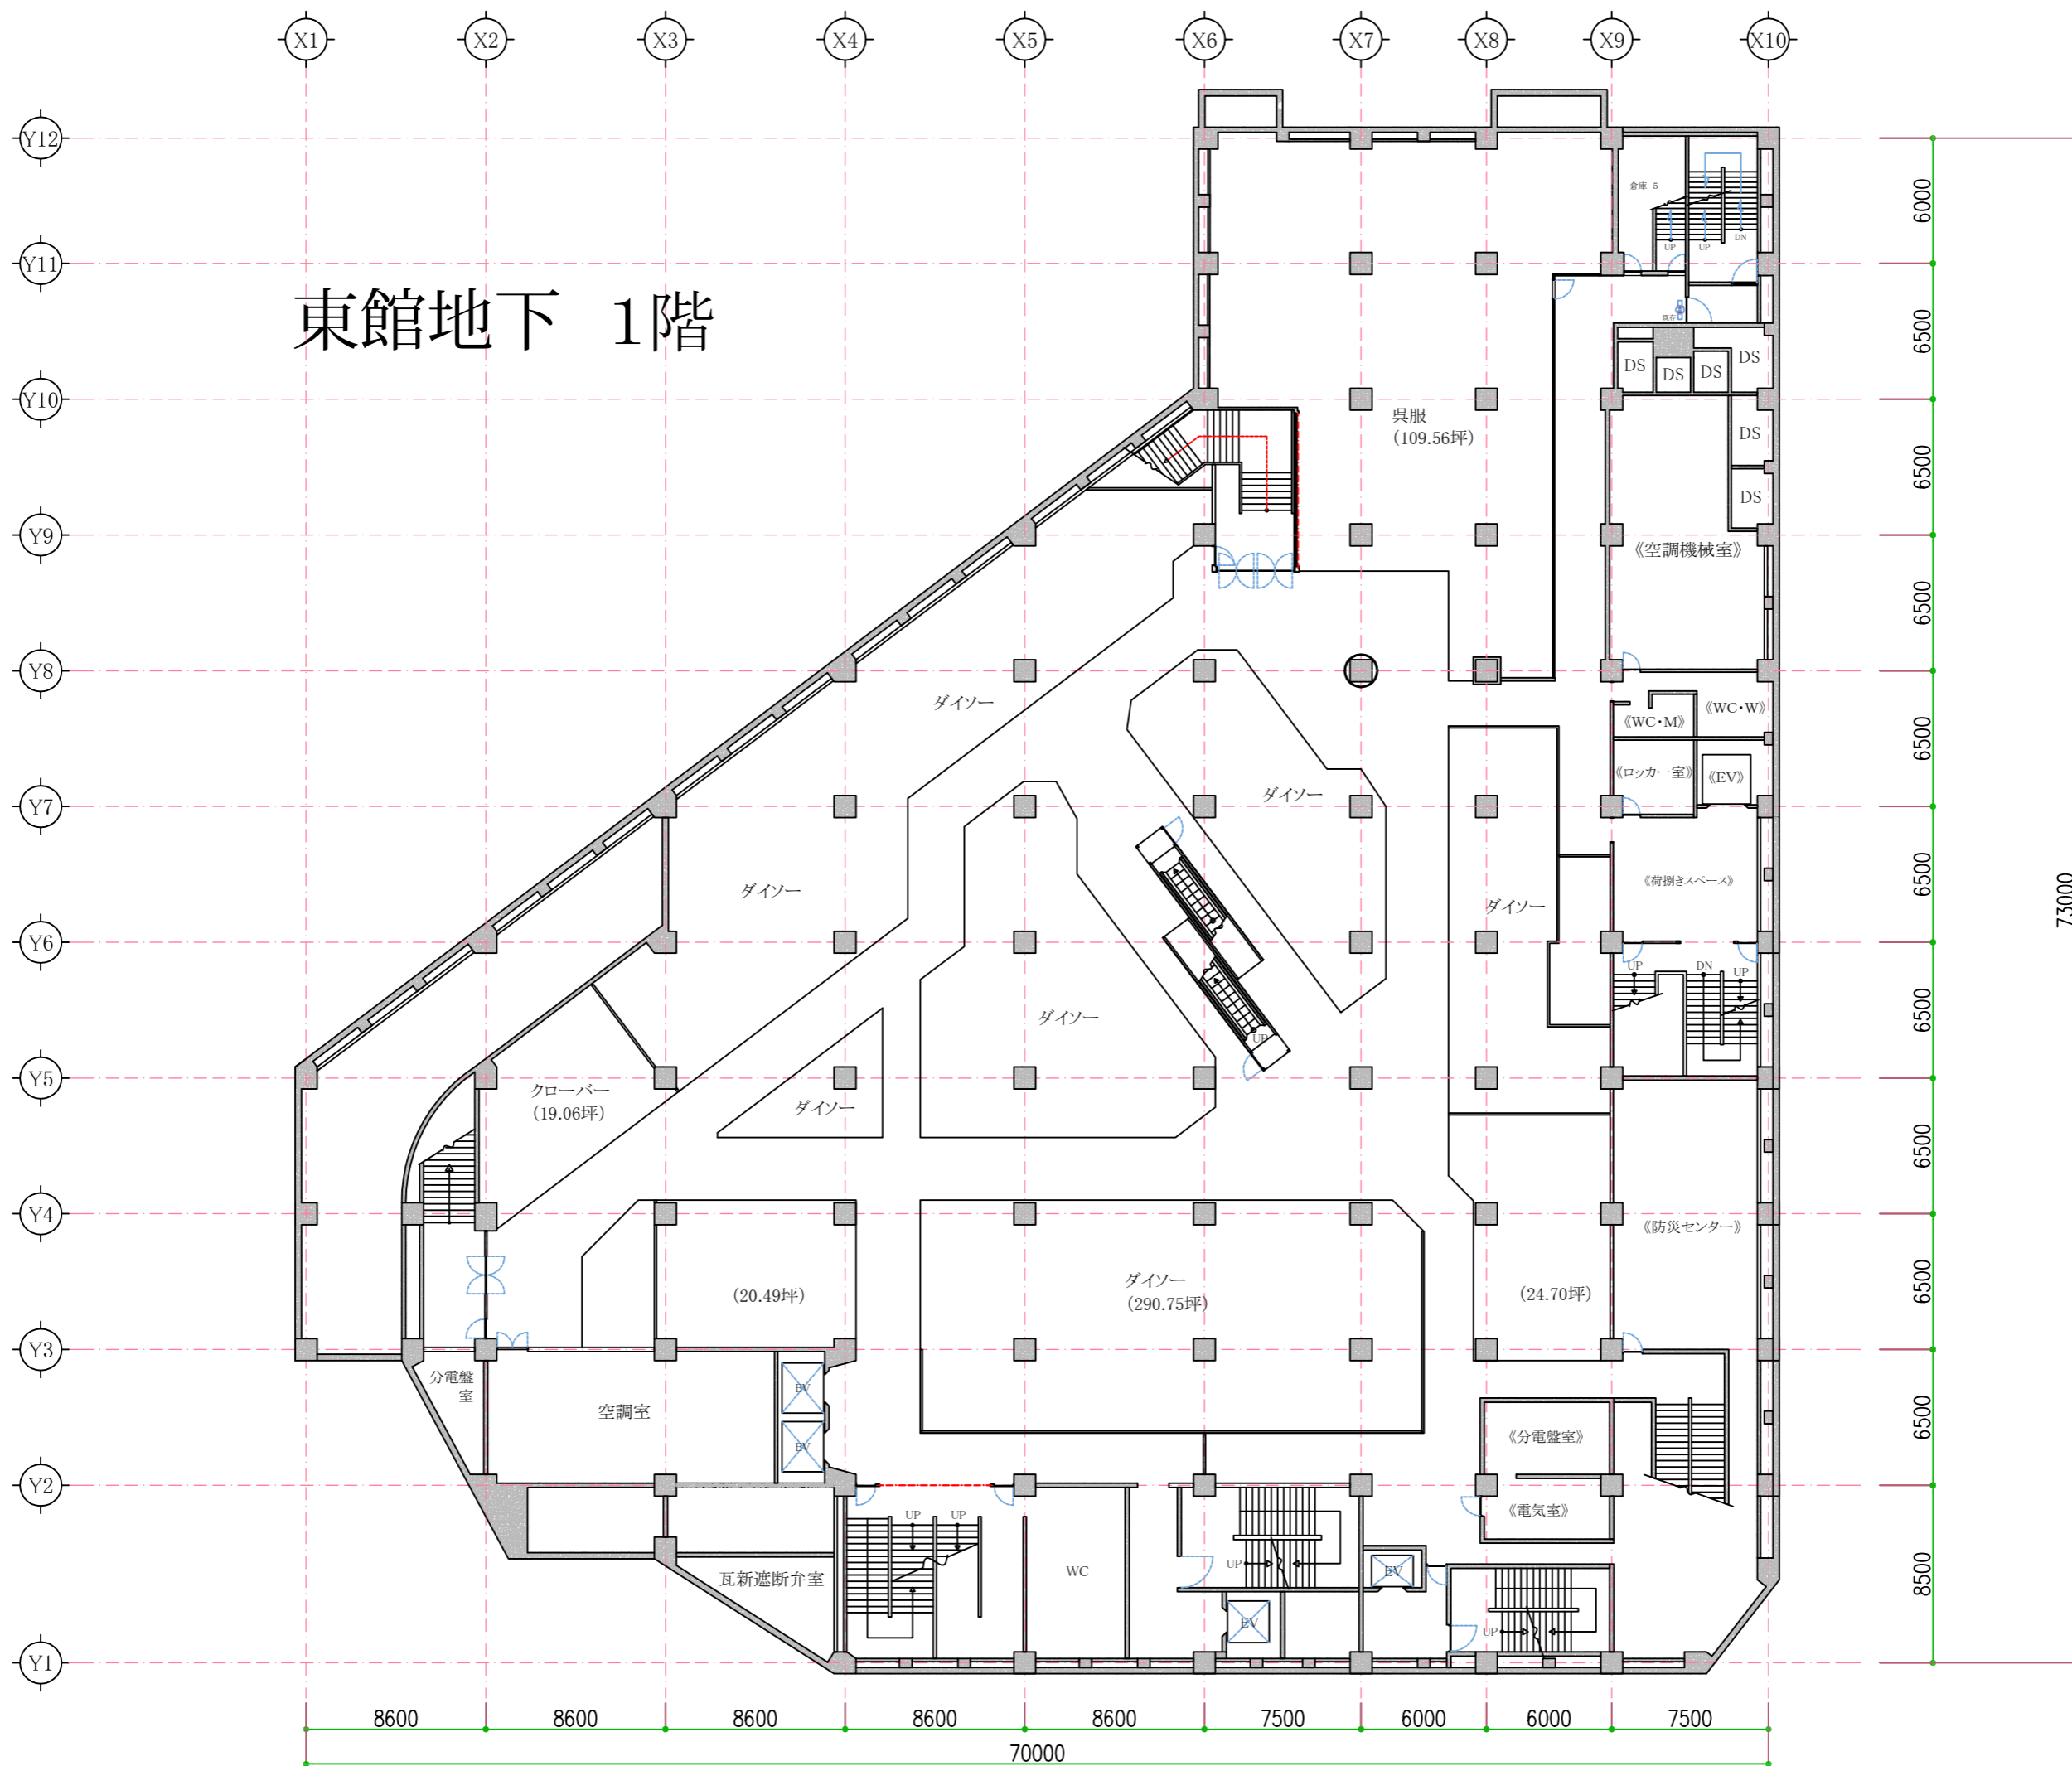 X1
X2
X3
X4
X5
X6
X7
X8
X9
X10
Y12
Y11
Y10
Y9
Y8
Y7
Y6
Y5
Y4
Y3
Y2
Y1
東館地下 1階
倉庫 5
UP
UP
DN
既存
DS
DS
DS
DS
呉服
(109.56坪)
DS
DS
《空調機械室》
ダイソー
《WC・M》
《WC・W》
《ロッカー室》
《EV》
ダイソー
ダイソー
《荷捌きスペース》
ダイソー
UP
DN
UP
ダイソー
UP
クローバー
(19.06坪)
ダイソー
《防災センター》
(20.49坪)
ダイソー
(290.75坪)
(24.70坪)
分電盤
室
空調室
EV
EV
《分電盤室》
《電気室》
UP
UP
瓦新遮断弁室
WC
UP
EV
EV
UP
6000
6500
6500
6500
6500
6500
6500
6500
6500
6500
8500
73000
8600
8600
8600
8600
8600
7500
6000
6000
7500
70000